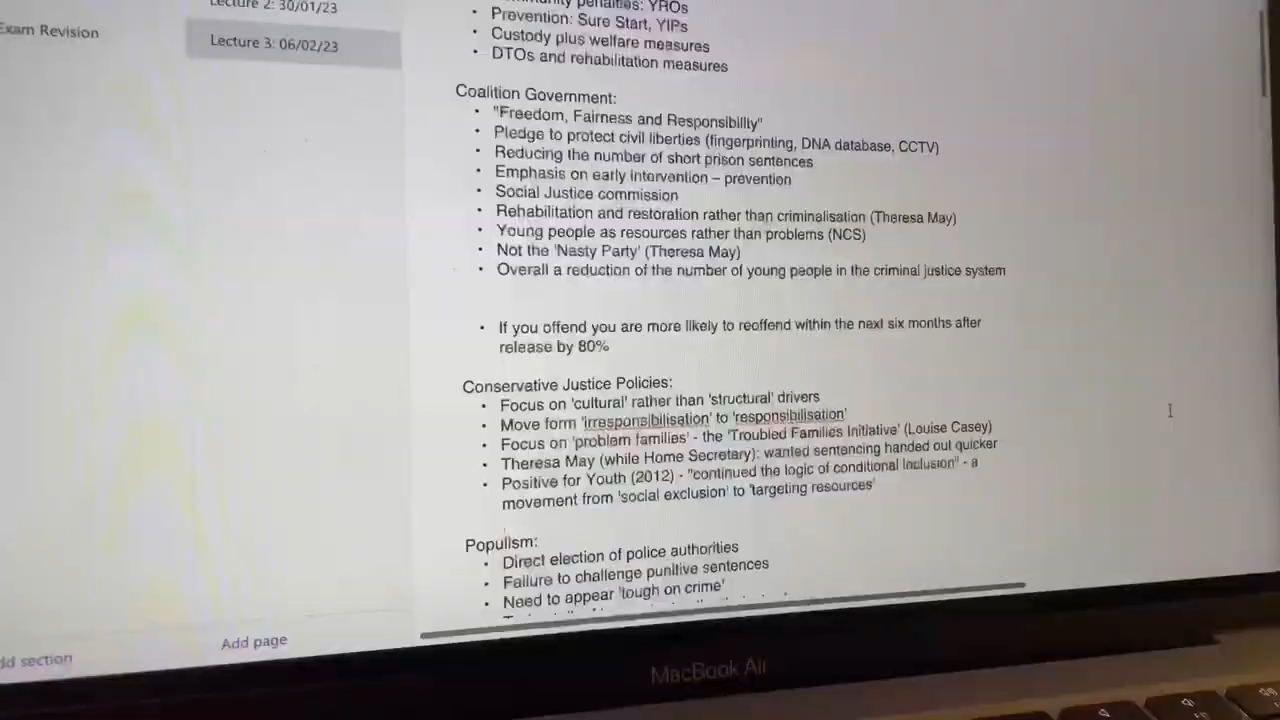 Lecture 2: 30/01/23
Exam Revision
Lecture 3: 06/02/23
penalties: YROs
• Prevention: Sure Start, YIPs
• Custody plus welfare measures
• DTOs and rehabilitation measures
Coalition Government:
• "Freedom, Fairness and Responsibility"
• Pledge to protect civil liberties (fingerprinting, DNA database, CCTV)
• Reducing the number of short prison sentences
• Emphasis on early intervention – prevention
• Social Justice commission
• Rehabilitation and restoration rather than criminalisation (Theresa May)
• Young people as resources rather than problems (NCS)
• Not the 'Nasty Party' (Theresa May)
• Overall a reduction of the number of young people in the criminal justice system
• If you offend you are more likely to reoffend within the next six months after
release by 80%
Conservative Justice Policies:
• Focus on 'cultural' rather than 'structural' drivers
• Move form 'irresponsibilisation' to 'responsibilisation'
• Focus on 'problem families' - the 'Troubled Families Initiative' (Louise Casey)
• Theresa May (while Home Secretary): wanted sentencing handed out quicker
• Positive for Youth (2012) - "continued the logic of conditional inclusion" - a
movement from 'social exclusion' to 'targeting resources'
Populism:
• Direct election of police authorities
• Failure to challenge punitive sentences
• Need to appear 'tough on crime'
Add page
dd section
MacBook Air